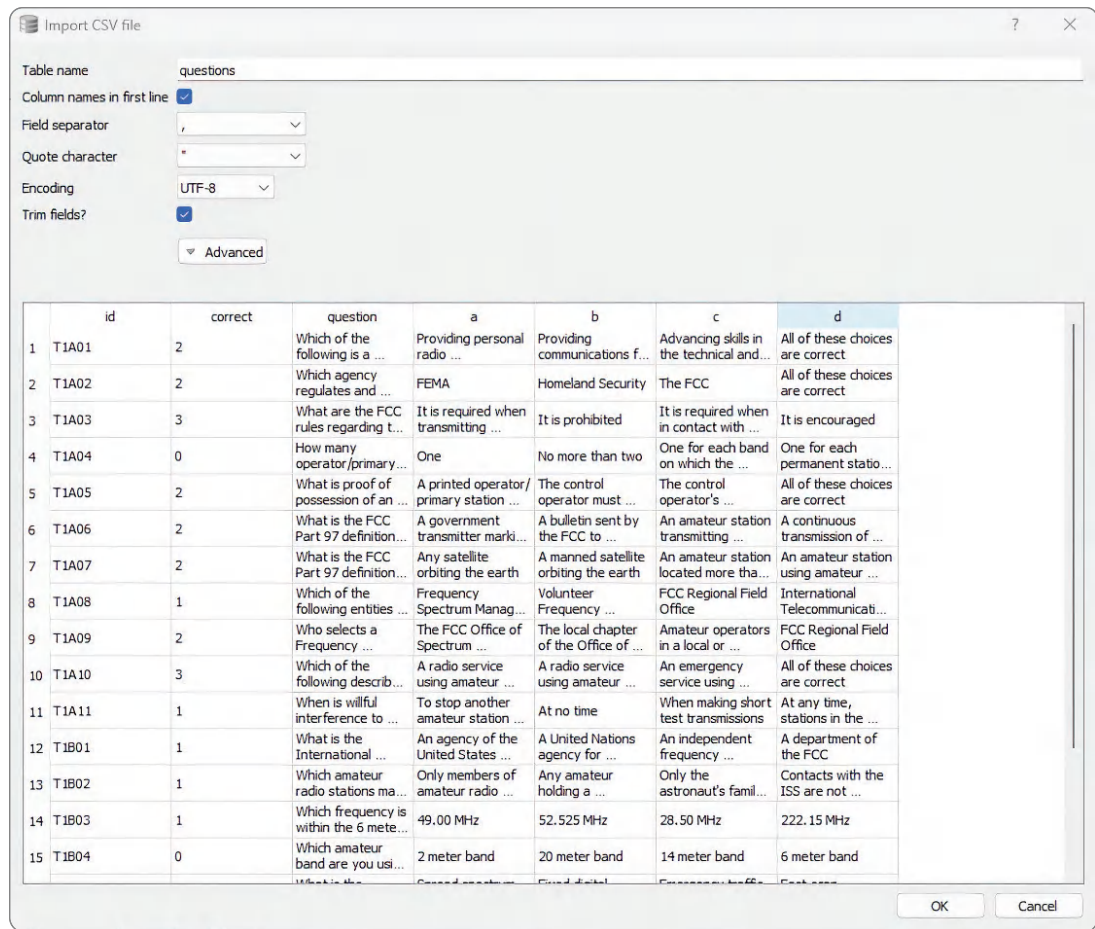 Import CSV file
?
Table name questions
Column names in first line
Field separator ,
Quote character "
Encoding UTF-8
Trim fields?
Advanced
id correct question a b c d
1 T1A01 2 Which of the following is a ... Providing personal radio ... Providing communications f... Advancing skills in the technical and... All of these choices are correct
2 T1A02 2 Which agency regulates and ... FEMA Homeland Security The FCC All of these choices are correct
3 T1A03 3 What are the FCC rules regarding t... It is required when transmitting ... It is prohibited It is required when in contact with ... It is encouraged
4 T1A04 0 How many operator/primary... One No more than two One for each band on which the ... One for each permanent statio...
5 T1A05 2 What is proof of possession of an ... A printed operator/ primary station ... The control operator must ... The control operator's ... All of these choices are correct
6 T1A06 2 What is the FCC Part 97 definition... A government transmitter marki... A bulletin sent by the FCC to ... An amateur station transmitting ... A continuous transmission of ...
7 T1A07 2 What is the FCC Part 97 definition... Any satellite orbiting the earth A manned satellite orbiting the earth An amateur station located more tha... An amateur station using amateur ...
8 T1A08 1 Which of the following entities ... Frequency Spectrum Manag... Volunteer Frequency ... FCC Regional Field Office International Telecommunicati...
9 T1A09 2 Who selects a Frequency ... The FCC Office of Spectrum ... The local chapter of the Office of ... Amateur operators in a local or ... FCC Regional Field Office
10 T1A10 3 Which of the following describ... A radio service using amateur ... A radio service using amateur ... An emergency service using ... All of these choices are correct
11 T1A11 1 When is willful interference to ... To stop another amateur station ... At no time When making short test transmissions At any time, stations in the ...
12 T1B01 1 What is the International ... An agency of the United States ... A United Nations agency for ... An independent frequency ... A department of the FCC
13 T1B02 1 Which amateur radio stations ma... Only members of amateur radio ... Any amateur holding a ... Only the astronaut's famil... Contacts with the ISS are not ...
14 T1B03 1 Which frequency is within the 6 mete... 49.00 MHz 52.525 MHz 28.50 MHz 222.15 MHz
15 T1B04 0 Which amateur band are you usi... 2 meter band 20 meter band 14 meter band 6 meter band
OK Cancel